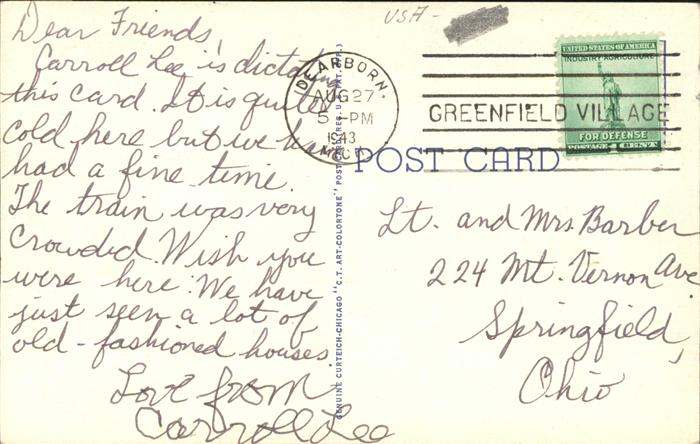 USA-
Dear Friends,
Carroll Lee is dictating
this card. It is quite
cold here but we have
had a fine time.
The train was very
crowded. Wish you
were here. We have
just seen a lot of
old-fashioned houses.
Love from
Carroll Lee
GENUINE CURTEICH-CHICAGO "C.T. ART-COLORTONE" POST CARD (REG. U.S. PAT. OFF.)
DEARBORN,
AUG 27
5 PM
1943
MICH
GREENFIELD VILLAGE
UNITED STATES OF AMERICA
INDUSTRY AGRICULTURE
FOR DEFENSE
POSTAGE 1 CENT
POST CARD
Lt. and Mrs. Barber
224 Mt. Vernon Ave.
Springfield,
Ohio